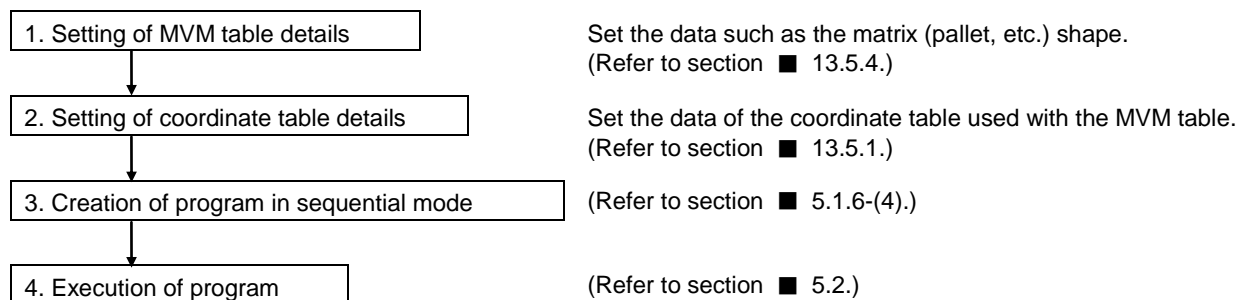 1. Setting of MVM table details
Set the data such as the matrix (pallet, etc.) shape.
(Refer to section ■ 13.5.4.)
2. Setting of coordinate table details
Set the data of the coordinate table used with the MVM table.
(Refer to section ■ 13.5.1.)
3. Creation of program in sequential mode
(Refer to section ■ 5.1.6-(4).)
4. Execution of program
(Refer to section ■ 5.2.)